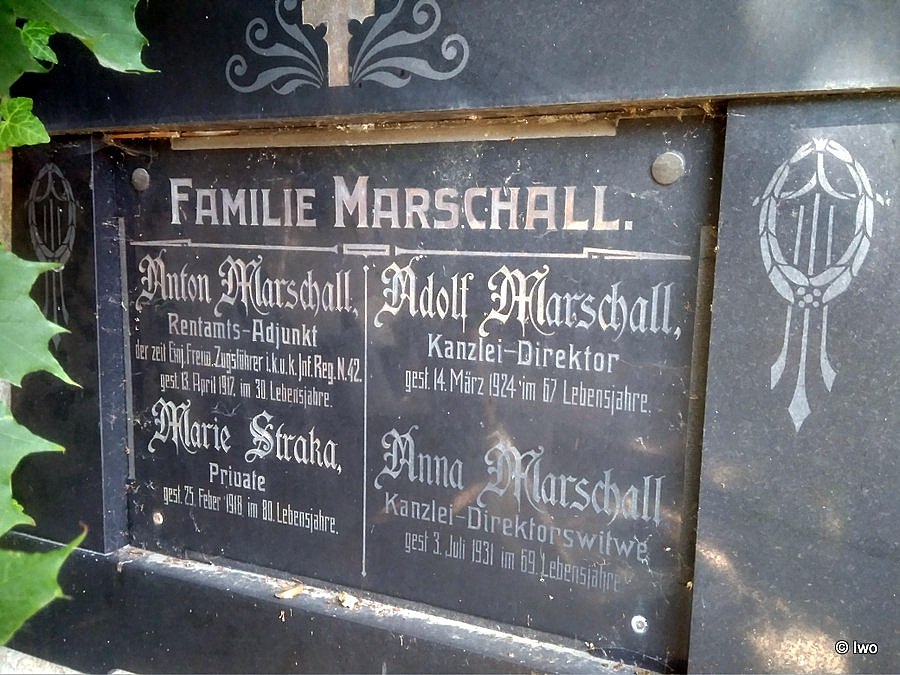 FAMILIE MARSCHALL.
Anton Marschall,
Rentamts-Adjunkt
der zeit Einj. Freiw. Zugsführer i. k. u. k. Inf. Reg. N. 42.
gest. 13. April 1917. im 30. Lebensjahre.
Marie Straka,
Private
gest. 25. Feber 1918. im 80. Lebensjahre.
Adolf Marschall,
Kanzlei-Direktor
gest. 14. März 1924 im 67 Lebensjahre.
Anna Marschall
Kanzlei-Direktorswitwe
gest 3. Juli 1931 im 69. Lebensjahre
© Iwo